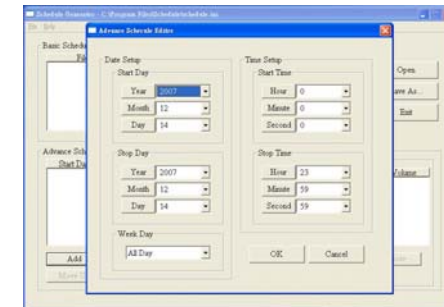 Schedule Generator - C:\Program Files\Schedule\schedule.ini
File Help
Advance Schedule Editor
Basic Schedu
Fil
Open
ave As...
Exit
Advance Sch
Start Da
Volume
Add
Date Setup
Start Day
Year 2007
Month 12
Day 14
Stop Day
Year 2007
Month 12
Day 14
Week Day
All Day
Time Setup
Start Time
Hour 0
Minute 0
Second 0
Stop Time
Hour 23
Minute 59
Second 59
OK Cancel